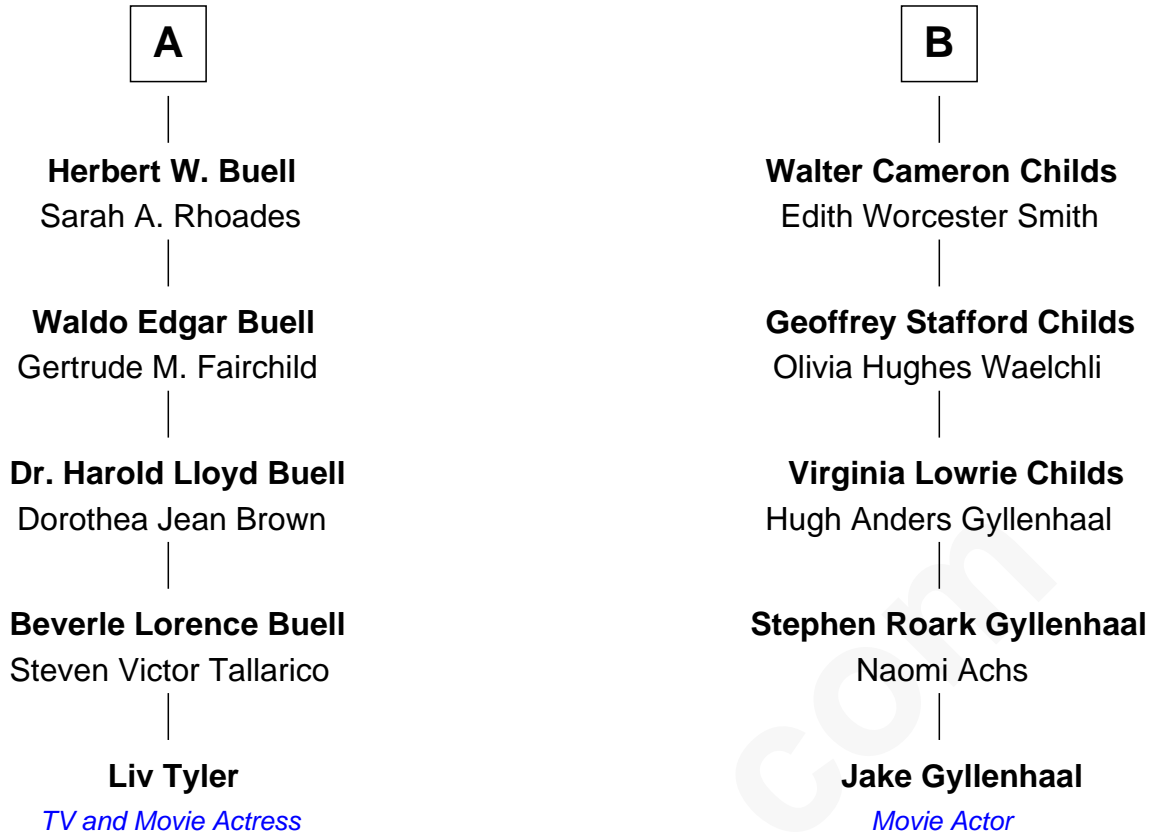 A
Herbert W. Buell
Sarah A. Rhoades
Waldo Edgar Buell
Gertrude M. Fairchild
Dr. Harold Lloyd Buell
Dorothea Jean Brown
Beverle Lorence Buell
Steven Victor Tallarico
Liv Tyler
TV and Movie Actress
B
Walter Cameron Childs
Edith Worcester Smith
Geoffrey Stafford Childs
Olivia Hughes Waelchli
Virginia Lowrie Childs
Hugh Anders Gyllenhaal
Stephen Roark Gyllenhaal
Naomi Achs
Jake Gyllenhaal
Movie Actor
com